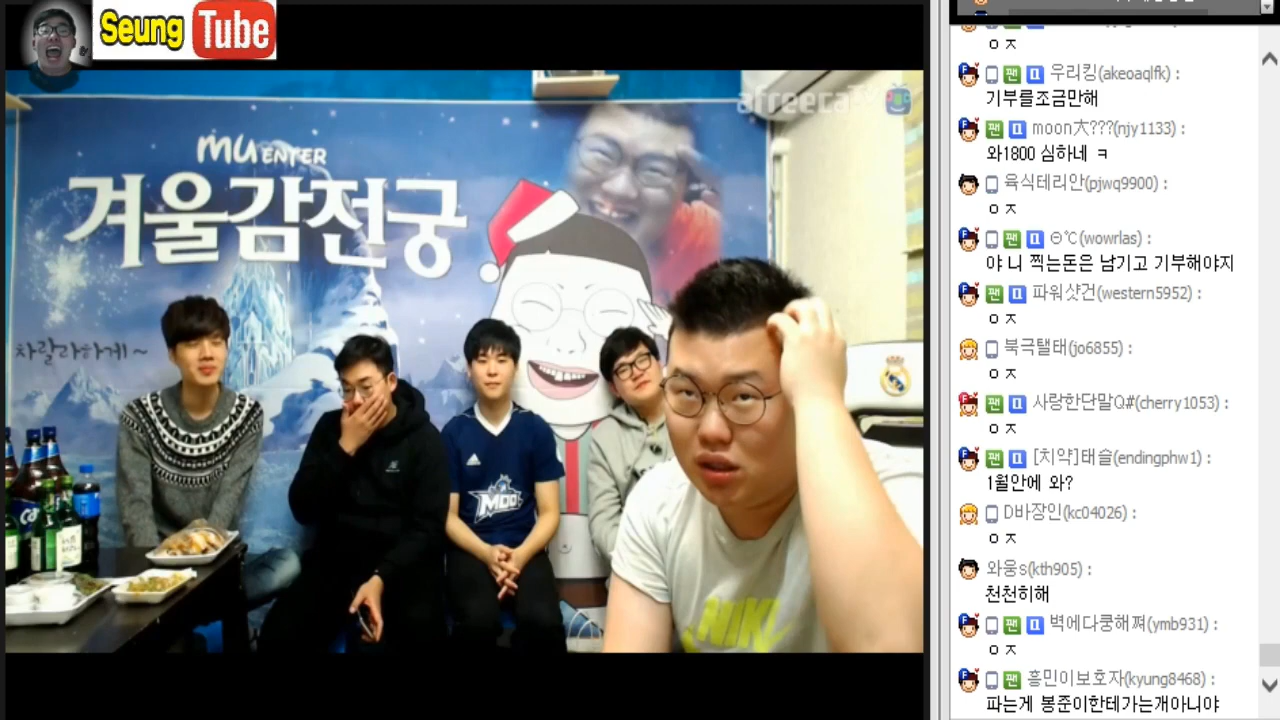 Seung Tube
afreeca
MU ENTER
겨울감전궁
차랄라하게~
MOO
NIKE
ㅇㅈ
우리킹(akeoaqlfk) :
기부를조금만해
moon大???(njy1133) :
와1800 심하네 ㅋ
육식테리안(pjwq9900) :
ㅇㅈ
Θ℃(wowrlas) :
야 니 찍는돈은 남기고 기부해야지
파워샷건(western5952) :
ㅇㅈ
북극탤태(jo6855) :
ㅇㅈ
사랑한단말Q#(cherry1053) :
ㅇㅈ
[치약]태슬(endingphw1) :
1월안에 와?
D바장인(kc04026) :
ㅇㅈ
와웅s(kth905) :
천천히해
벽에다쿵해쪄(ymb931) :
ㅇㅈ
흥민이보호자(kyung8468) :
파는게 봉준이한테가는개아니야